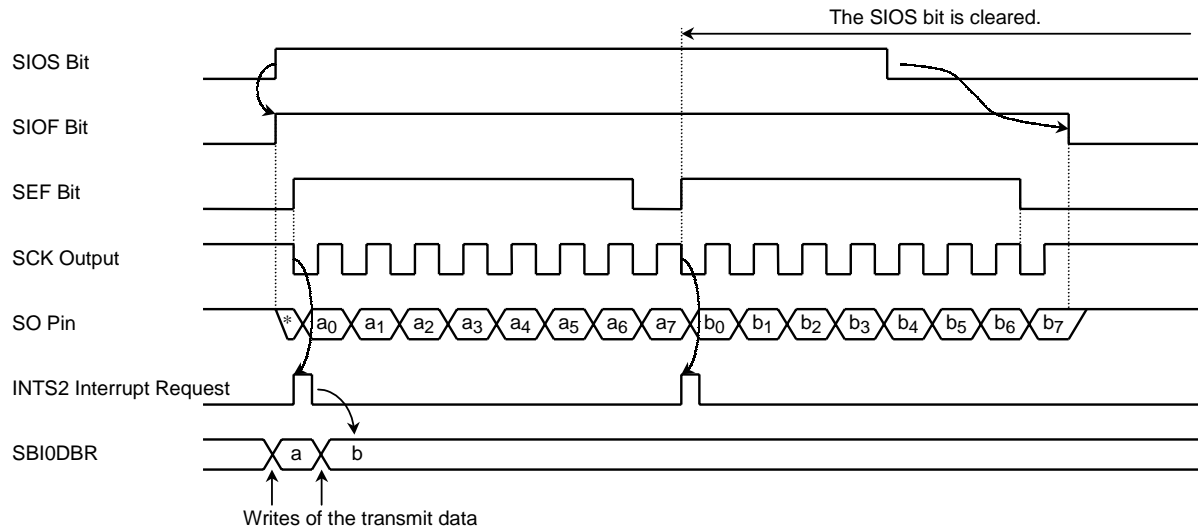 The SIOS bit is cleared.
SIOS Bit
SIOF Bit
SEF Bit
SCK Output
SO Pin
* a0 a1 a2 a3 a4 a5 a6 a7 b0 b1 b2 b3 b4 b5 b6 b7
INTS2 Interrupt Request
SBI0DBR
a b
Writes of the transmit data